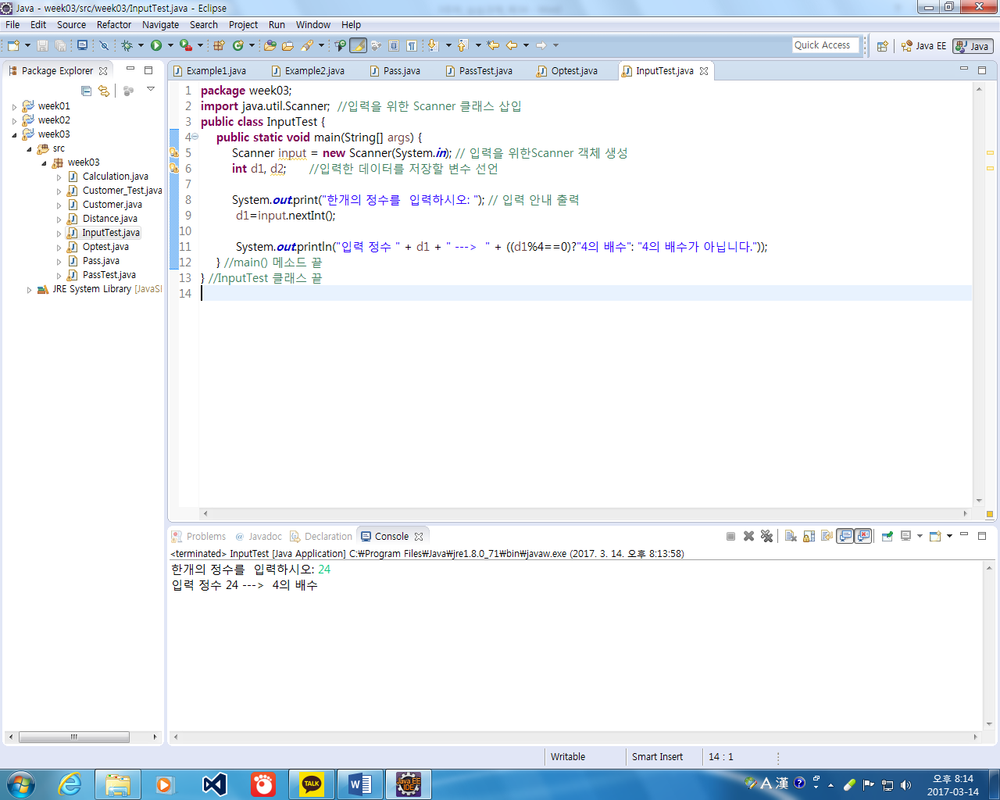 Java - week03/src/week03/InputTest.java - Eclipse
File Edit Source Refactor Navigate Search Project Run Window Help
Quick Access Java EE Java
Package Explorer
Example1.java Example2.java Pass.java PassTest.java Optest.java InputTest.java
week01
week02
week03
src
week03
Calculation.java
Customer_Test.java
Customer.java
Distance.java
InputTest.java
Optest.java
Pass.java
PassTest.java
JRE System Library [JavaSI
1 package week03;
2 import java.util.Scanner; //입력을 위한 Scanner 클래스 삽입
3 public class InputTest {
4 public static void main(String[] args) {
5 Scanner input = new Scanner(System.in); // 입력을 위한Scanner 객체 생성
6 int d1, d2; //입력한 데이터를 저장할 변수 선언
7
8 System.out.print("한개의 정수를  입력하시오: "); // 입력 안내 출력
9 d1=input.nextInt();
10
11 System.out.println("입력 정수 " + d1 + " --->  " + ((d1%4==0)?"4의 배수": "4의 배수가 아닙니다."));
12 } //main() 메소드 끝
13 } //InputTest 클래스 끝
14
Problems @ Javadoc Declaration Console
<terminated> InputTest [Java Application] C:₩Program Files₩Java₩jre1.8.0_71₩bin₩javaw.exe (2017. 3. 14. 오후 8:13:58)
한개의 정수를  입력하시오: 24
입력 정수 24 --->  4의 배수
Writable Smart Insert 14 : 1
TALK
W
Java EE
IDE
A 漢
오후 8:14
2017-03-14